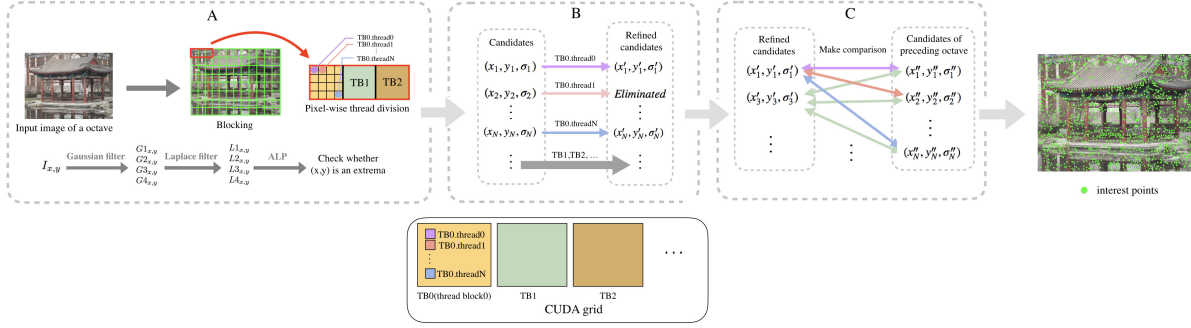 A
Input image of a octave
Blocking
TB0.thread0
TB0.thread1
TB0.threadN
TB1
TB2
Pixel-wise thread division
I_{x,y}
Gaussian filter
G1_{x,y}
G2_{x,y}
G3_{x,y}
G4_{x,y}
Laplace filter
L1_{x,y}
L2_{x,y}
L3_{x,y}
L4_{x,y}
ALP
Check whether
(x,y) is an extrema
B
Candidates
Refined
candidates
(x_1, y_1, σ_1)
TB0.thread0
(x'_1, y'_1, σ'_1)
(x_2, y_2, σ_2)
TB0.thread1
Eliminated
⋮
⋮
(x_N, y_N, σ_N)
TB0.threadN
(x'_N, y'_N, σ'_N)
⋮
TB1,TB2, ...
⋮
C
Refined
candidates
Make comparison
Candidates of
preceding octave
(x'_1, y'_1, σ'_1)
(x''_1, y''_1, σ''_1)
(x'_3, y'_3, σ'_3)
(x''_2, y''_2, σ''_2)
⋮
⋮
(x''_N, y''_N, σ''_N)
⋮
interest points
TB0.thread0
TB0.thread1
⋮
TB0.threadN
...
TB0(thread block0)
TB1
TB2
CUDA grid